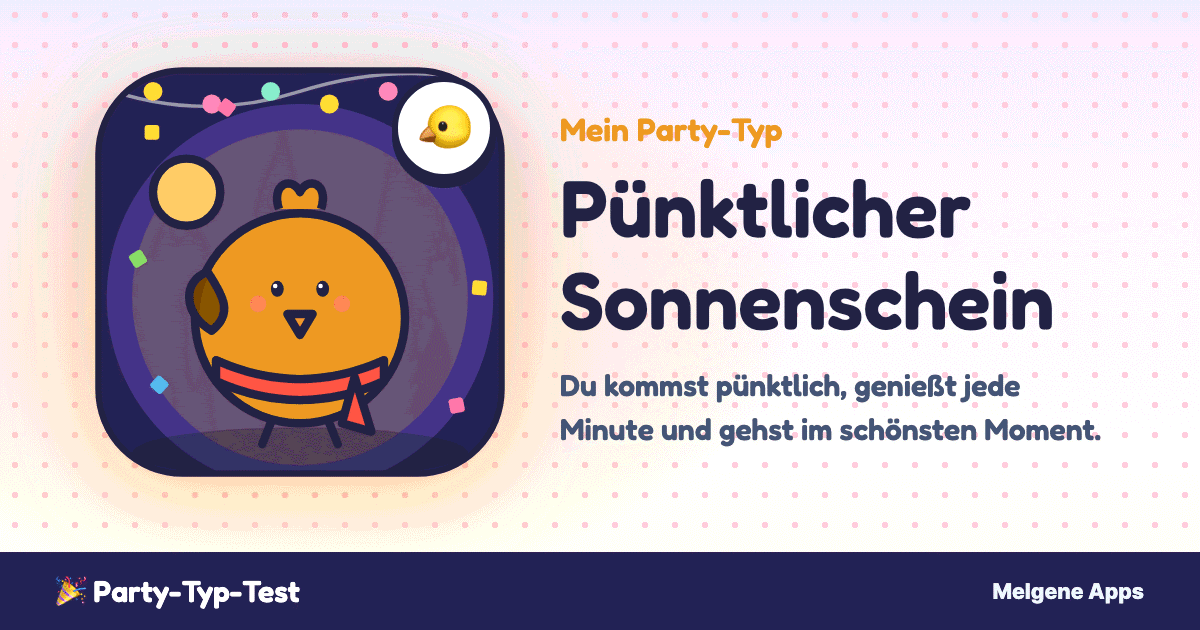 Mein Party-Typ
Pünktlicher
Sonnenschein
Du kommst pünktlich, genießt jede
Minute und gehst im schönsten Moment.
Party-Typ-Test
Melgene Apps